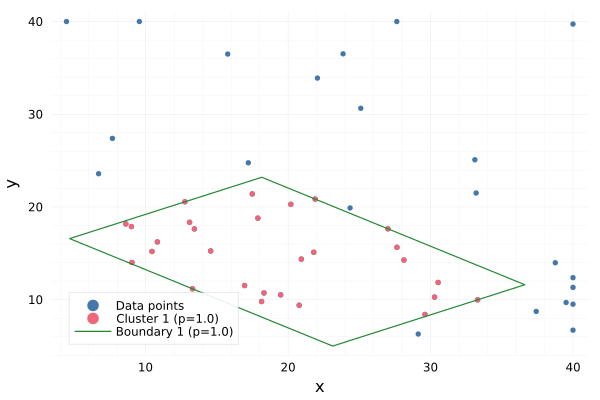 40
30
20
10
y
Data points
Cluster 1 (p=1.0)
Boundary 1 (p=1.0)
10 20 30 40
x